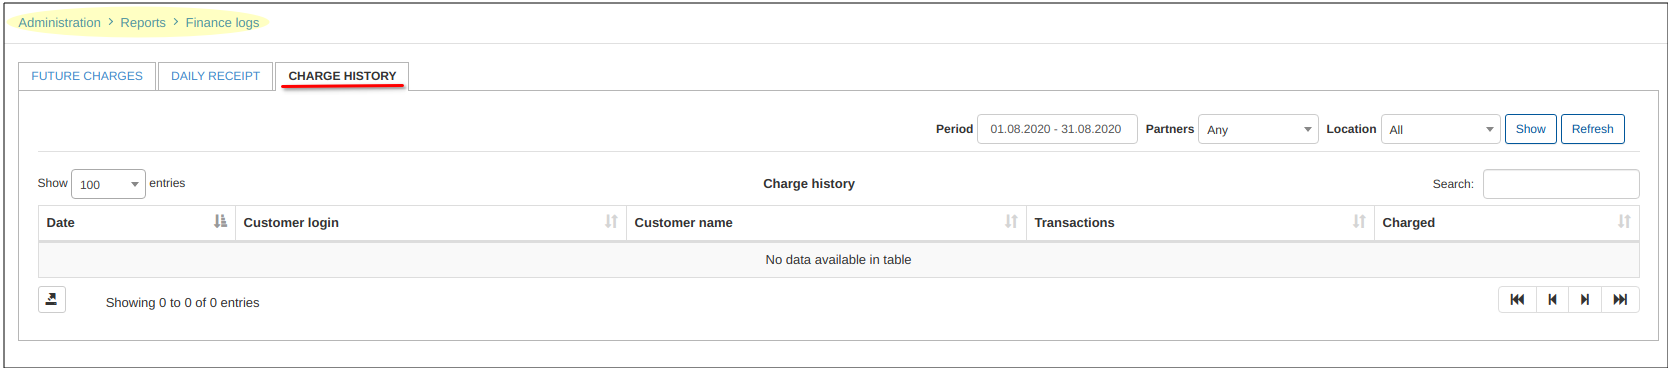 Administration > Reports > Finance logs
FUTURE CHARGES DAILY RECEIPT CHARGE HISTORY
Period 01.08.2020 - 31.08.2020 Partners Any Location All Show Refresh
Show 100 entries Charge history Search:
Date Customer login Customer name Transactions Charged
No data available in table
Showing 0 to 0 of 0 entries